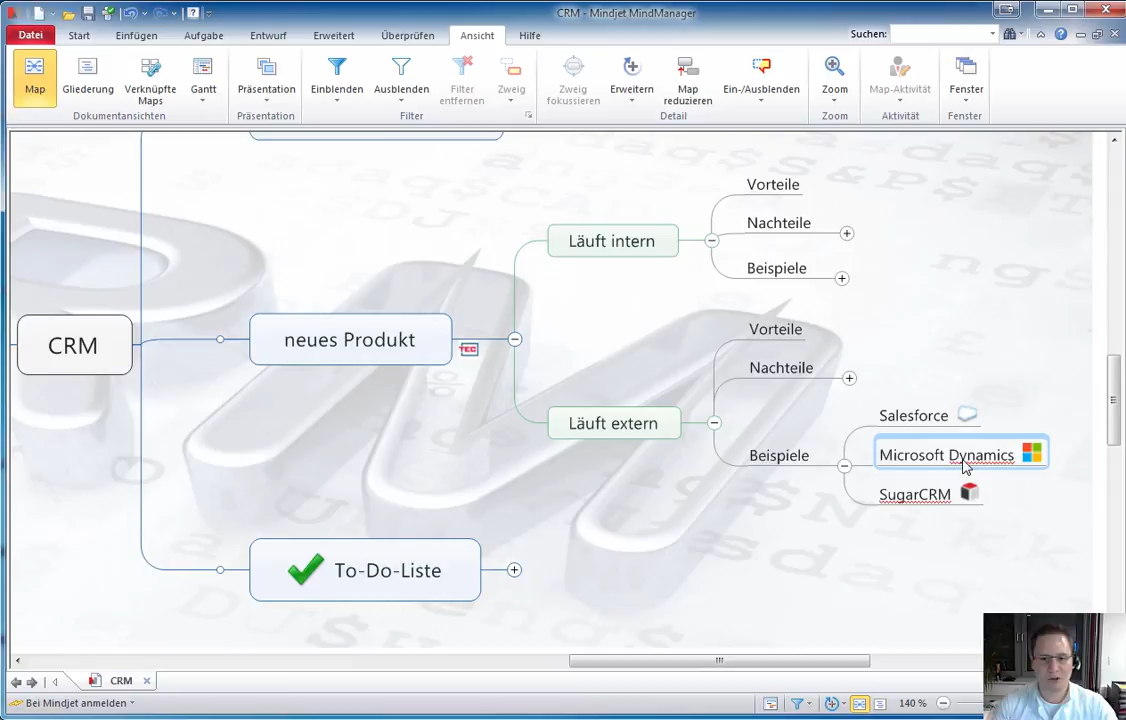 CRM - Mindjet MindManager
Datei Start Einfügen Aufgabe Entwurf Erweitert Überprüfen Ansicht Hilfe Suchen:
Map Gliederung Verknüpfte Maps Gantt Präsentation Einblenden Ausblenden Filter entfernen Zweig Zweig fokussieren Erweitern Map reduzieren Ein-/Ausblenden Zoom Map-Aktivität Fenster
Dokumentansichten Präsentation Filter Detail Zoom Aktivität Fenster
Vorteile
Nachteile
Läuft intern
Beispiele
Vorteile
CRM
neues Produkt
TEC
Nachteile
Salesforce
Läuft extern
Beispiele
Microsoft Dynamics
SugarCRM
To-Do-Liste
CRM
Bei Mindjet anmelden
140 %